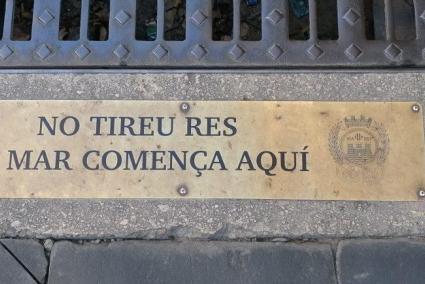 NO TIREU RES
MAR COMENÇA AQUÍ